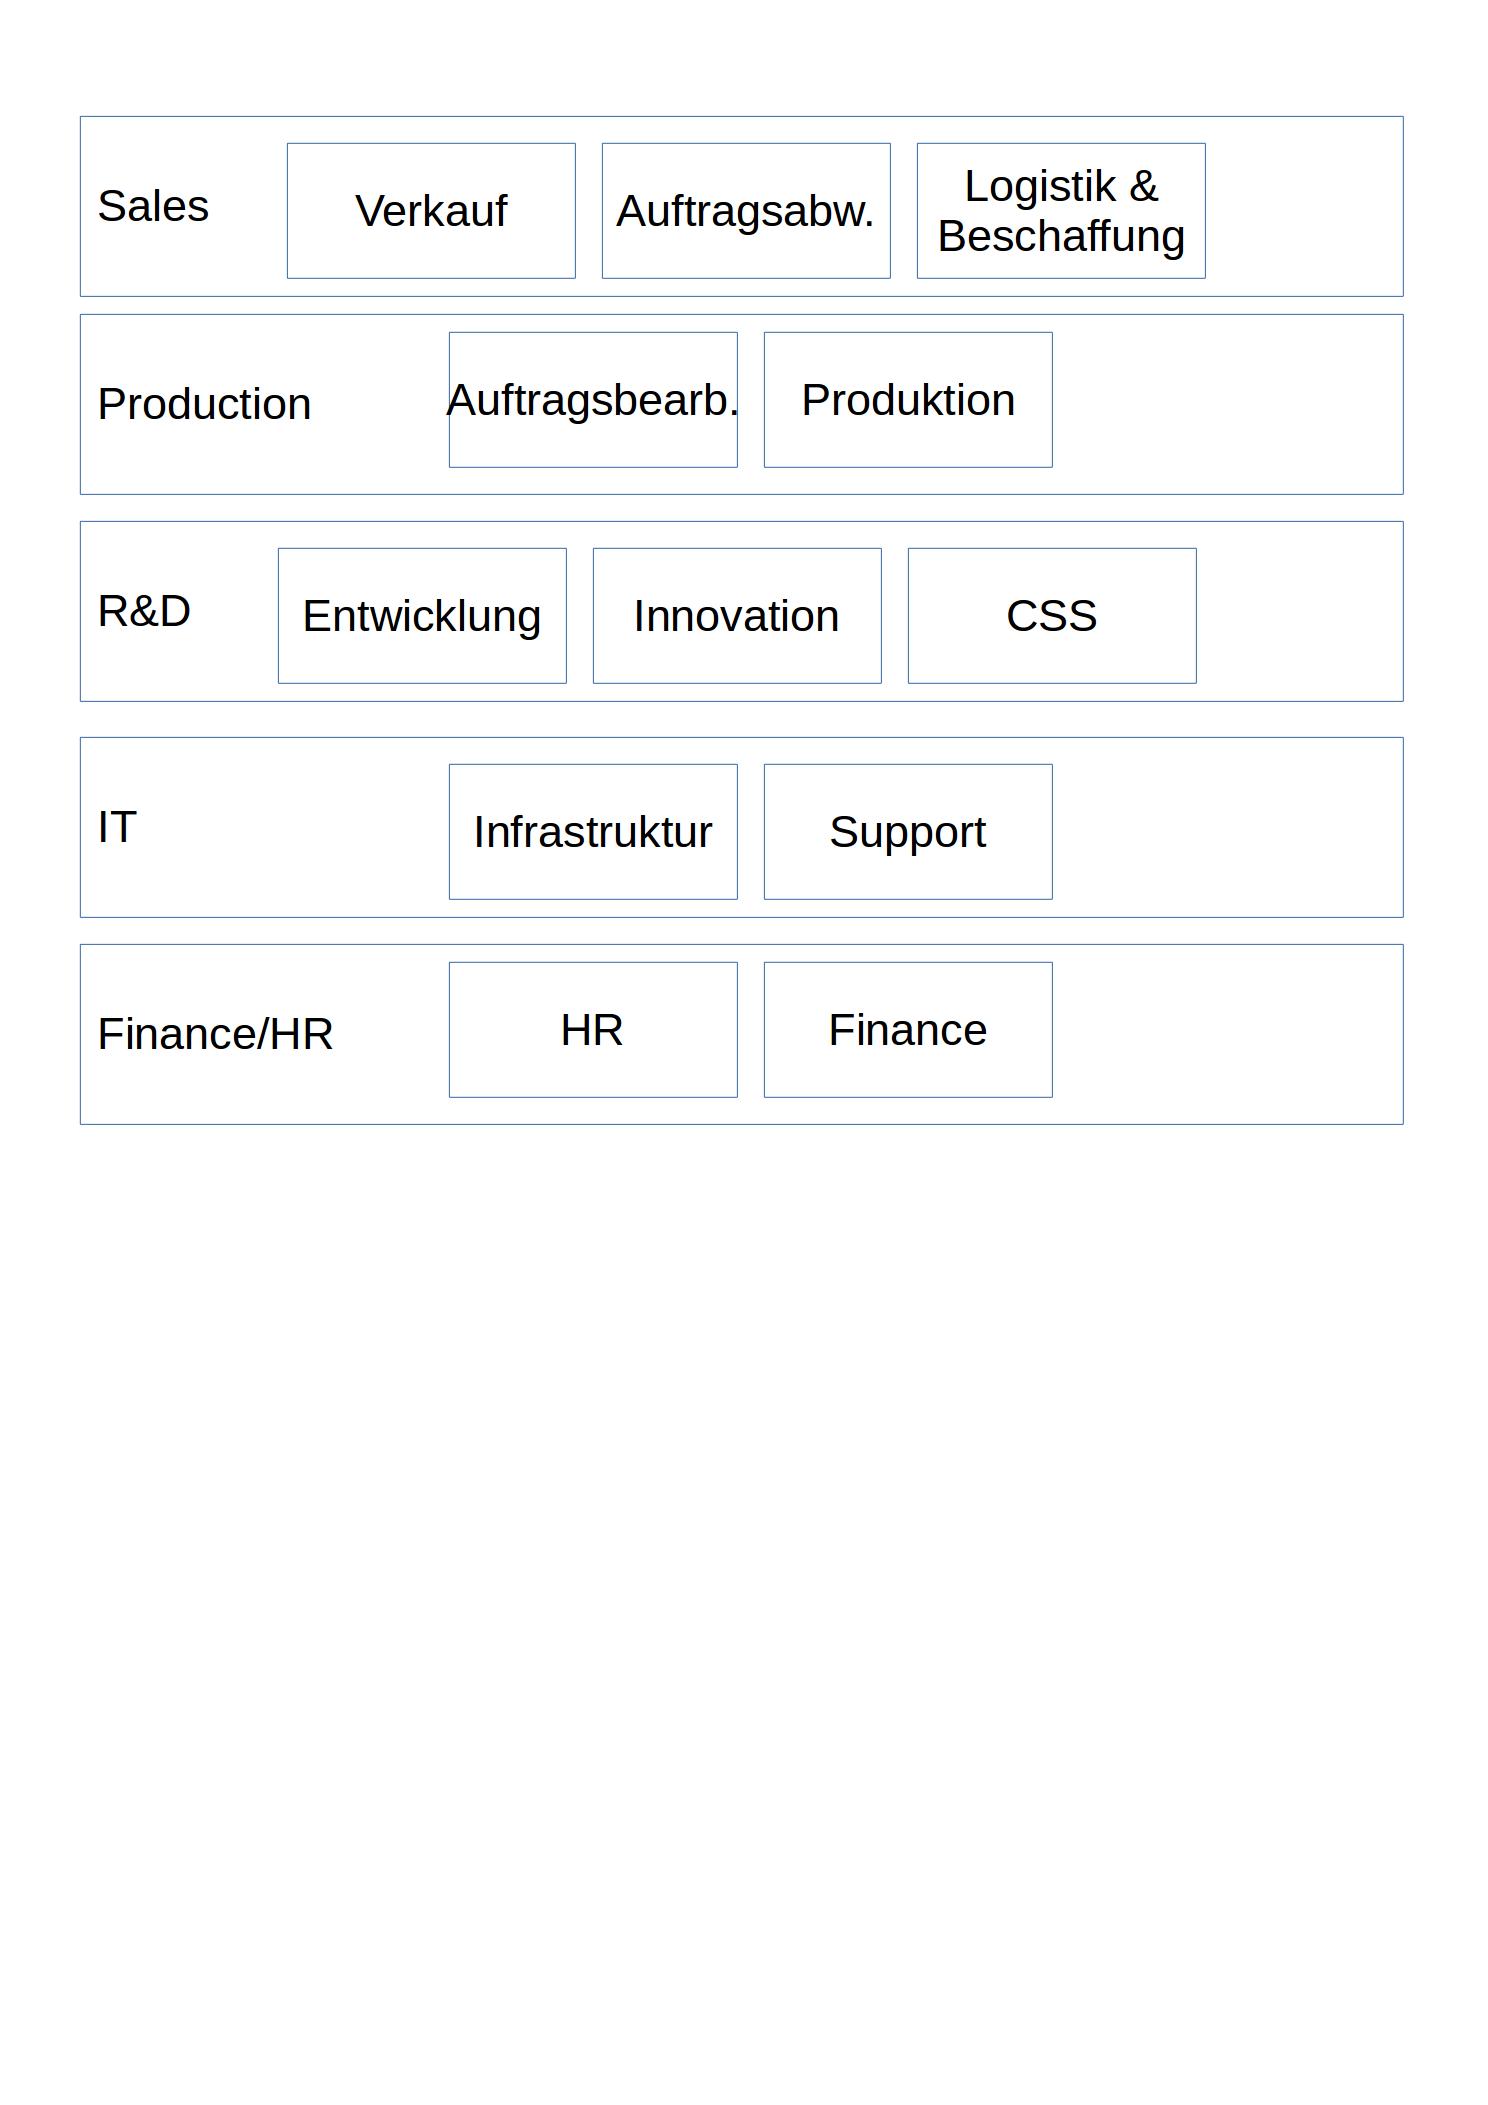 Sales
Verkauf
Auftragsabw.
Logistik &
Beschaffung
Production
Auftragsbearb.
Produktion
R&D
Entwicklung
Innovation
CSS
IT
Infrastruktur
Support
Finance/HR
HR
Finance